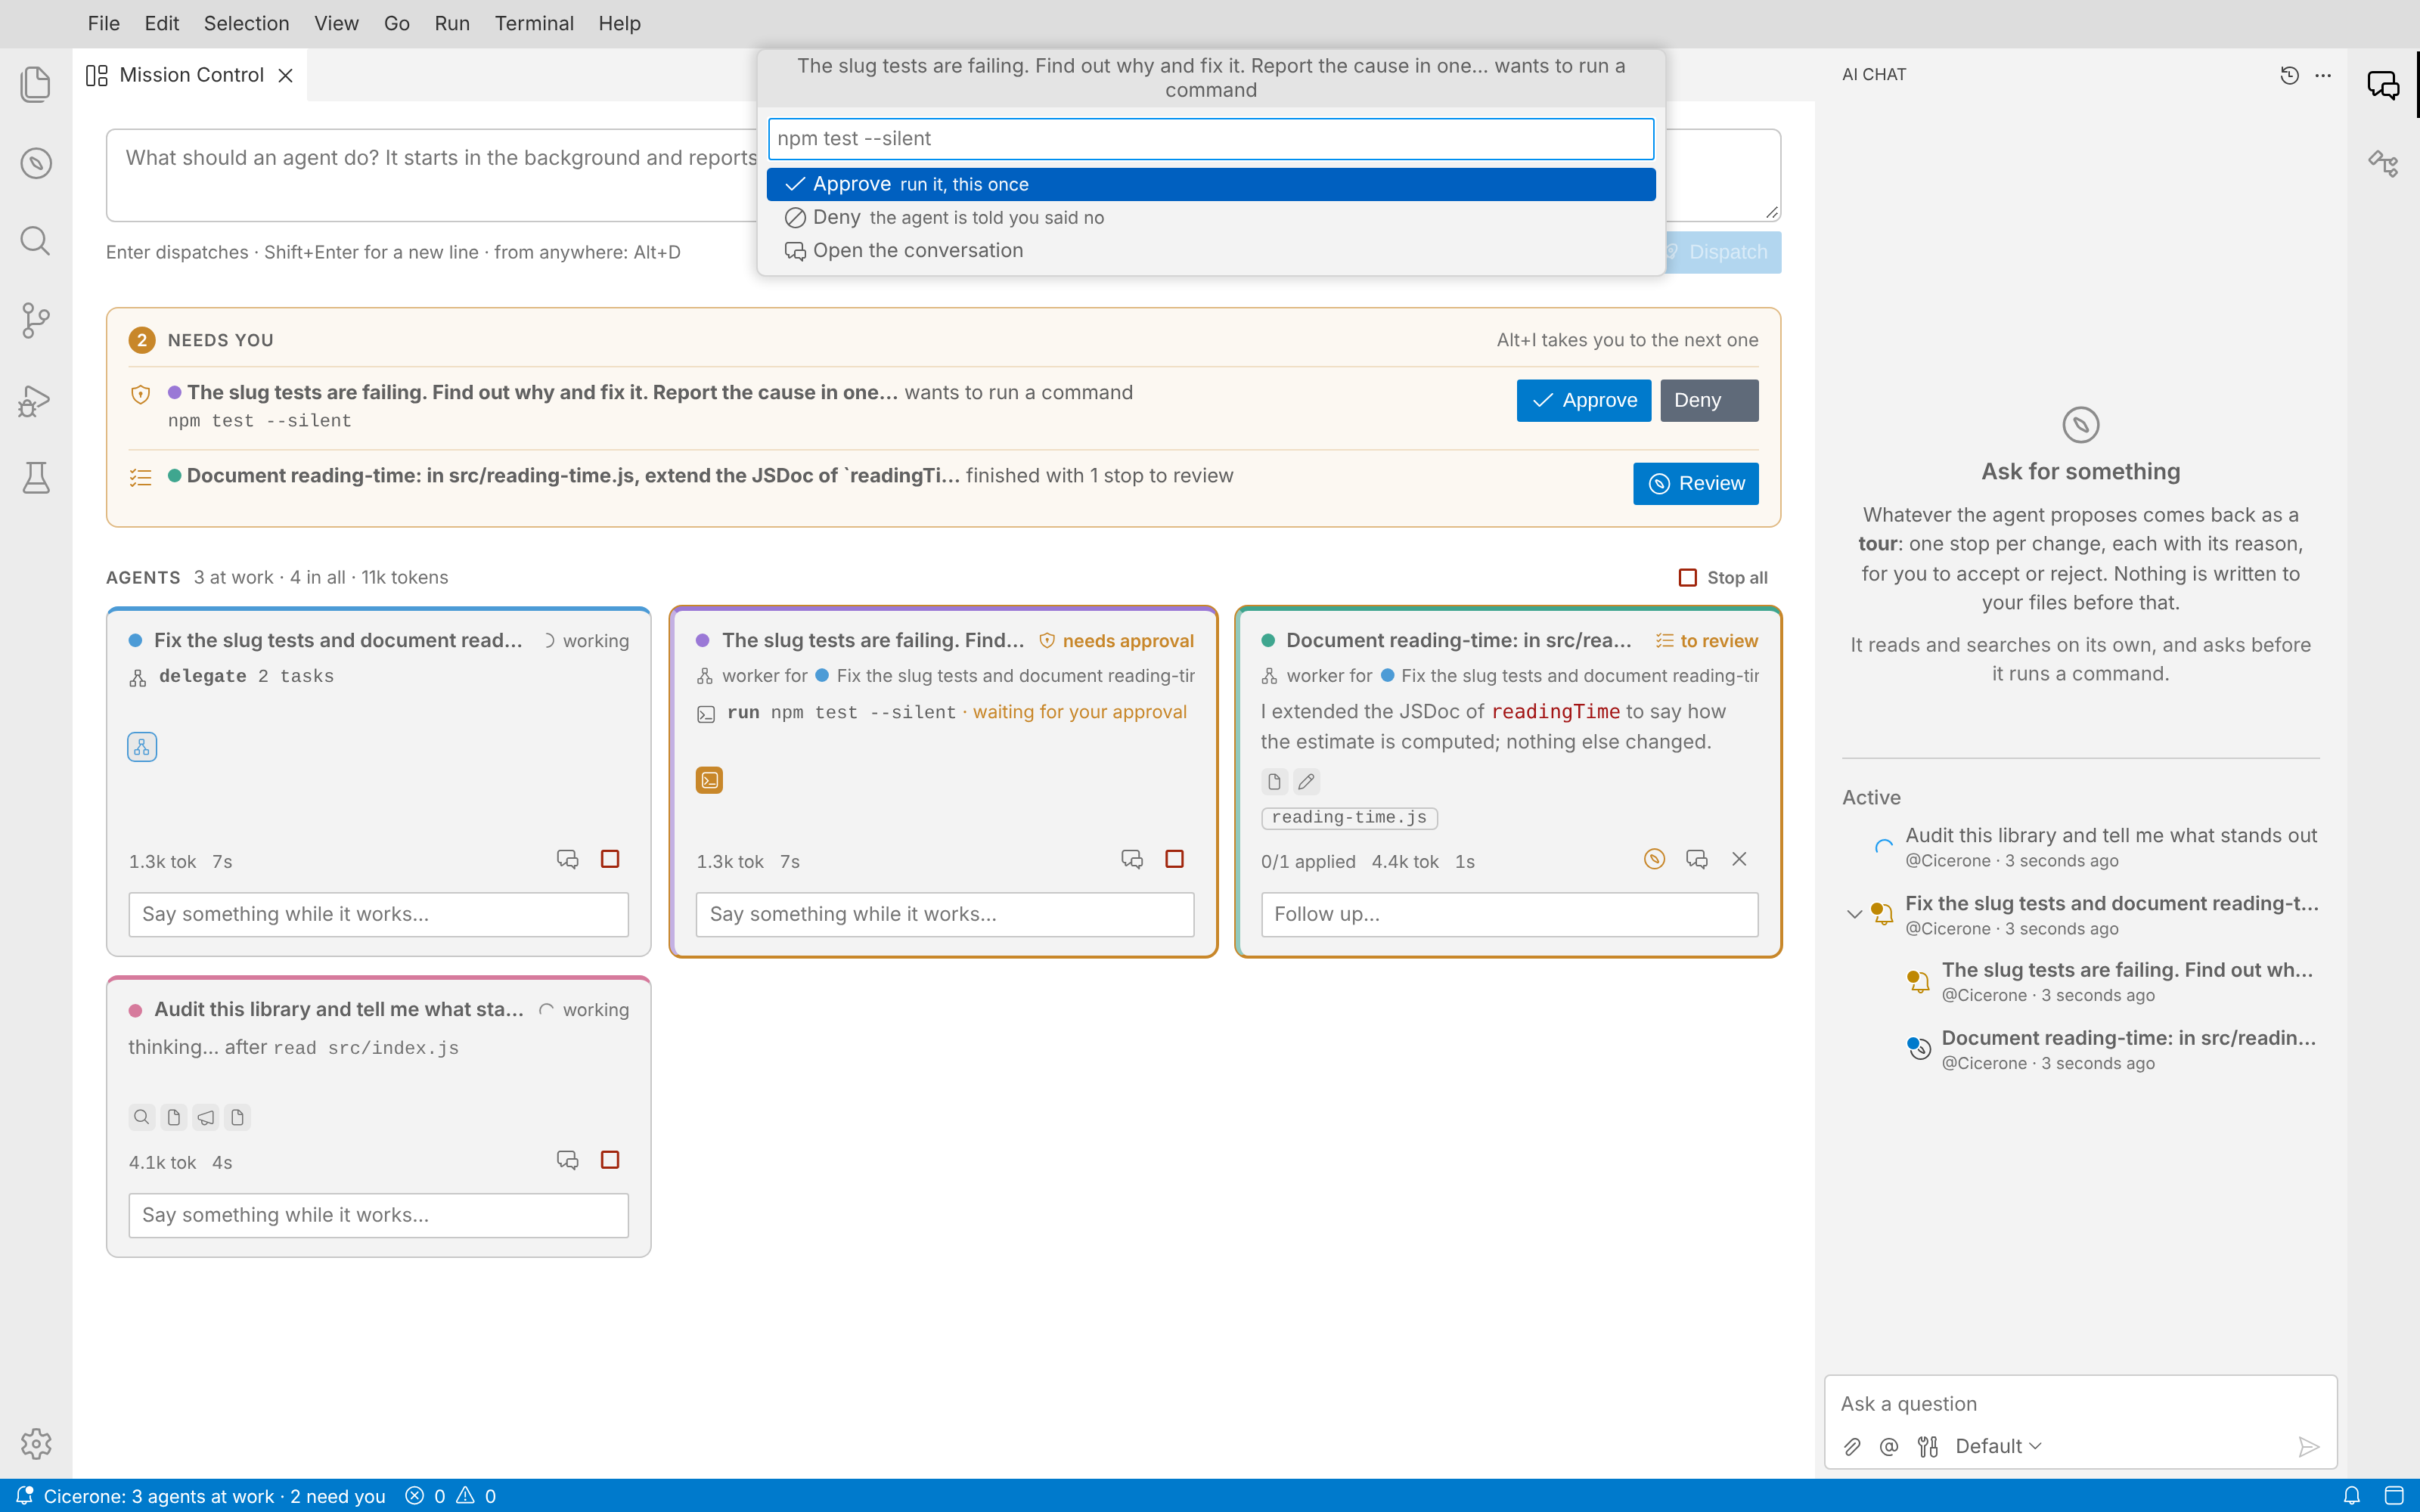 File Edit Selection View Go Run Terminal Help
Mission Control
The slug tests are failing. Find out why and fix it. Report the cause in one... wants to run a
command
npm test --silent
Approve run it, this once
Deny the agent is told you said no
Open the conversation
What should an agent do? It starts in the background and reports
Enter dispatches · Shift+Enter for a new line · from anywhere: Alt+D
Dispatch
2 NEEDS YOU
Alt+I takes you to the next one
The slug tests are failing. Find out why and fix it. Report the cause in one... wants to run a command
npm test --silent
Approve
Deny
Document reading-time: in src/reading-time.js, extend the JSDoc of `readingTi... finished with 1 stop to review
Review
AGENTS 3 at work · 4 in all · 11k tokens
Stop all
Fix the slug tests and document read... working
delegate 2 tasks
1.3k tok 7s
Say something while it works...
The slug tests are failing. Find... needs approval
worker for Fix the slug tests and document reading-tir
run npm test --silent · waiting for your approval
1.3k tok 7s
Say something while it works...
Document reading-time: in src/rea... to review
worker for Fix the slug tests and document reading-tir
I extended the JSDoc of readingTime to say how
the estimate is computed; nothing else changed.
reading-time.js
0/1 applied 4.4k tok 1s
Follow up...
Audit this library and tell me what sta... working
thinking... after read src/index.js
4.1k tok 4s
Say something while it works...
AI CHAT
Ask for something
Whatever the agent proposes comes back as a
tour: one stop per change, each with its reason,
for you to accept or reject. Nothing is written to
your files before that.
It reads and searches on its own, and asks before
it runs a command.
Active
Audit this library and tell me what stands out
@Cicerone · 3 seconds ago
Fix the slug tests and document reading-t...
@Cicerone · 3 seconds ago
The slug tests are failing. Find out wh...
@Cicerone · 3 seconds ago
Document reading-time: in src/readin...
@Cicerone · 3 seconds ago
Ask a question
Default
Cicerone: 3 agents at work · 2 need you 0 0